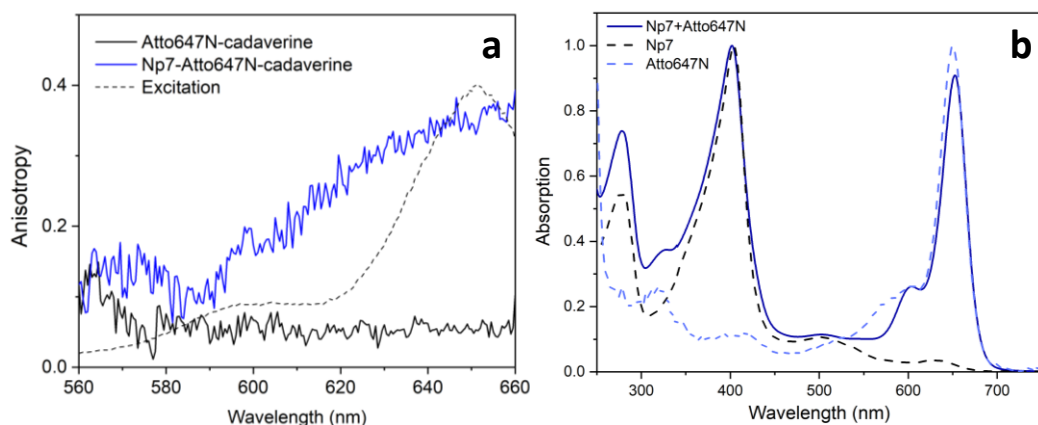 a
Atto647N-cadaverine
Np7-Atto647N-cadaverine
Excitation
0.4
0.2
0.0
Anisotropy
560 580 600 620 640 660
Wavelength (nm)
b
Np7+Atto647N
Np7
Atto647N
1.0
0.8
0.6
0.4
0.2
0.0
Absorption
300 400 500 600 700
Wavelength (nm)